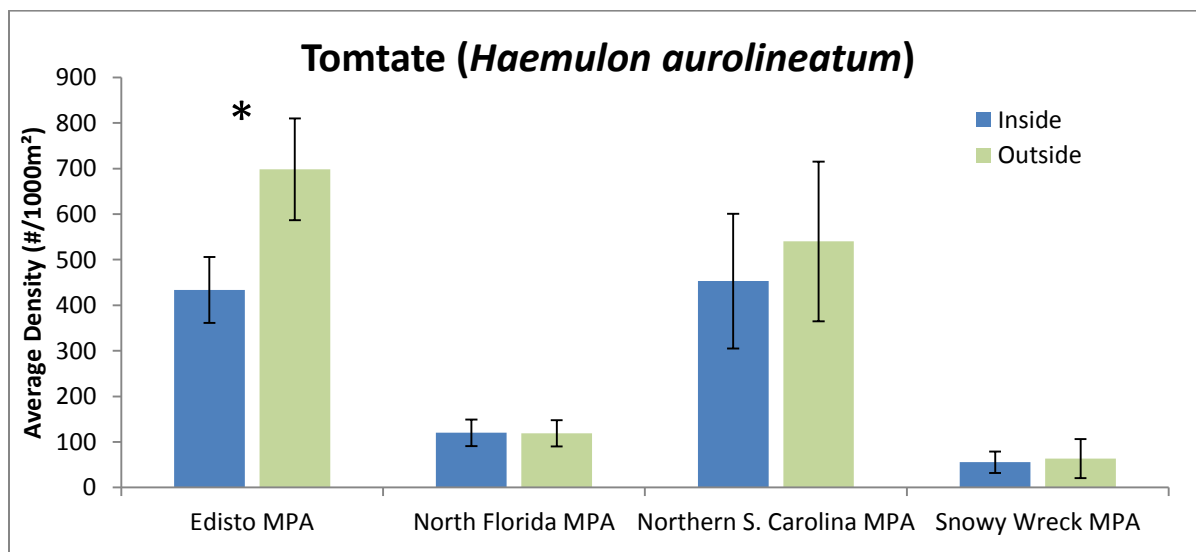 Tomtate (Haemulon aurolineatum)
Average Density (#/1000m²)
900
800
700
600
500
400
300
200
100
0
*
Inside
Outside
Edisto MPA
North Florida MPA
Northern S. Carolina MPA
Snowy Wreck MPA